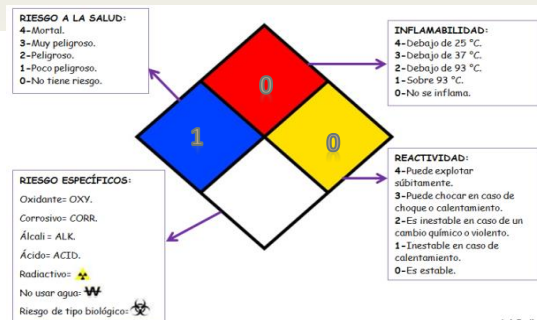 RIESGO A LA SALUD:
4-Mortal.
3-Muy peligroso.
2-Peligroso.
1-Poco peligroso.
0-No tiene riesgo.
INFLAMABILIDAD:
4-Debajo de 25 °C.
3-Debajo de 37 °C.
2-Debajo de 93 °C.
1-Sobre 93 °C.
0-No se inflama.
0
1
0
RIESGO ESPECÍFICOS:
Oxidante= OXY.
Corrosivo= CORR.
Álcali = ALK.
Ácido= ACID.
Radiactivo=
No usar agua= W
Riesgo de tipo biológico=
REACTIVIDAD:
4-Puede explotar
súbitamente.
3-Puede chocar en caso de
choque o calentamiento.
2-Es inestable en caso de un
cambio químico o violento.
1-Inestable en caso de
calentamiento.
0-Es estable.